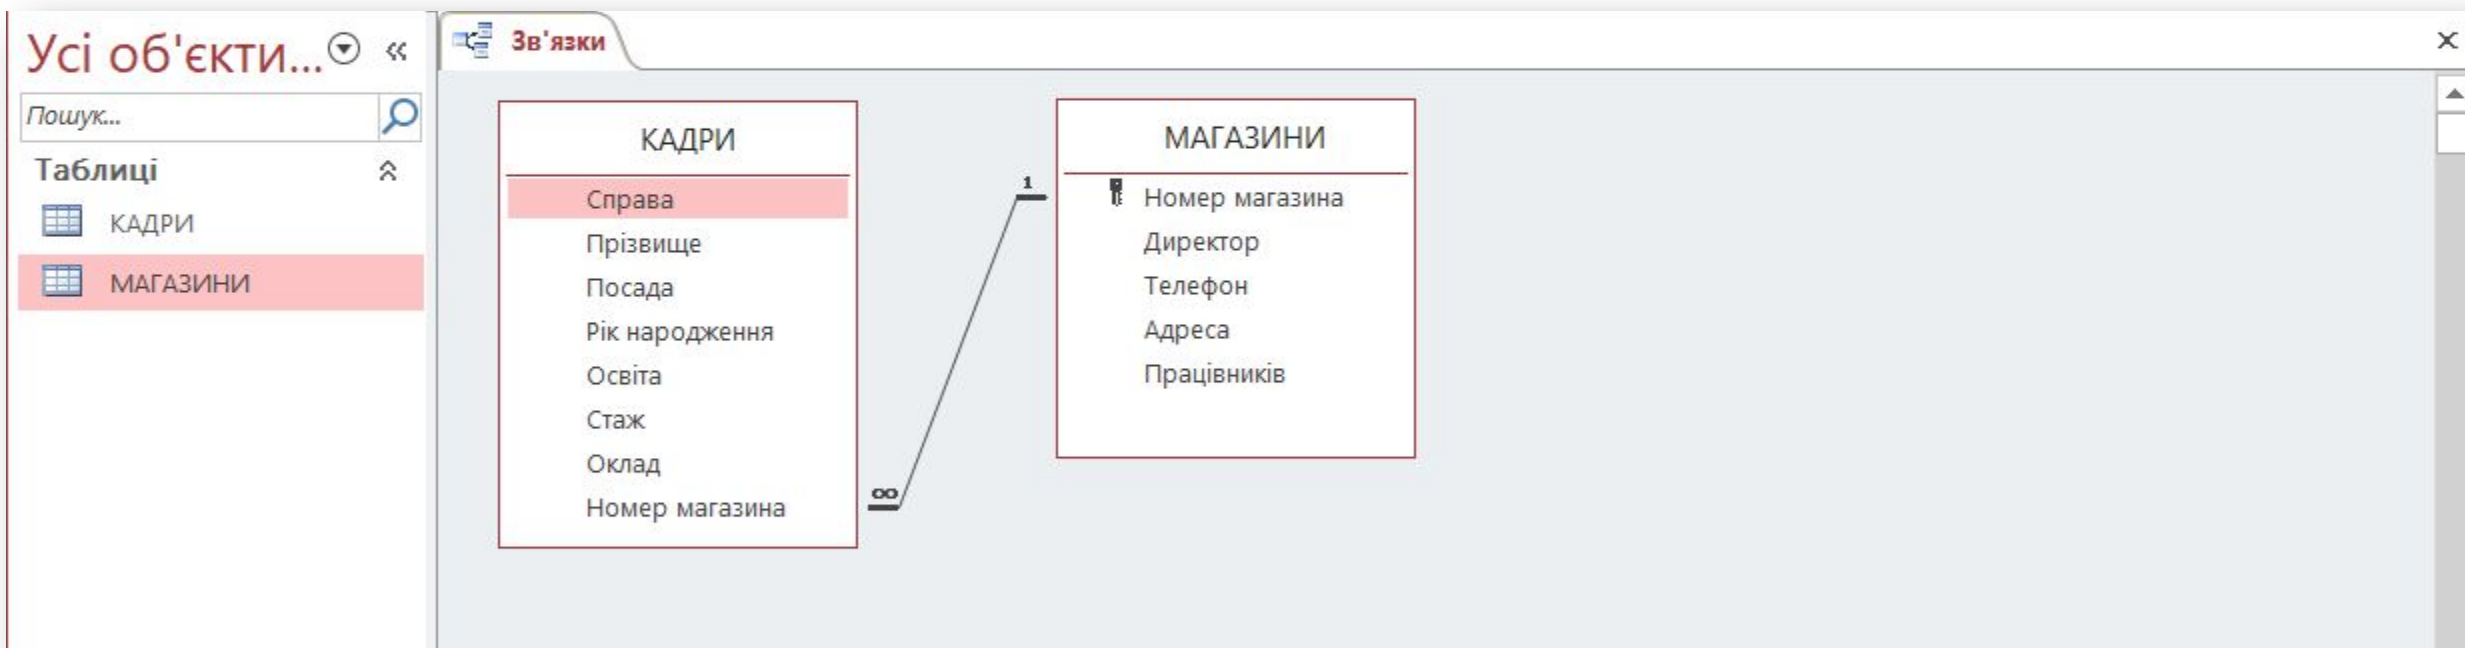 Усі об'єкти...
Пошук...
Таблиці
КАДРИ
МАГАЗИНИ
Зв'язки
КАДРИ
Справа
Прізвище
Посада
Рік народження
Освіта
Стаж
Оклад
Номер магазина
∞
1
МАГАЗИНИ
Номер магазина
Директор
Телефон
Адреса
Працівників